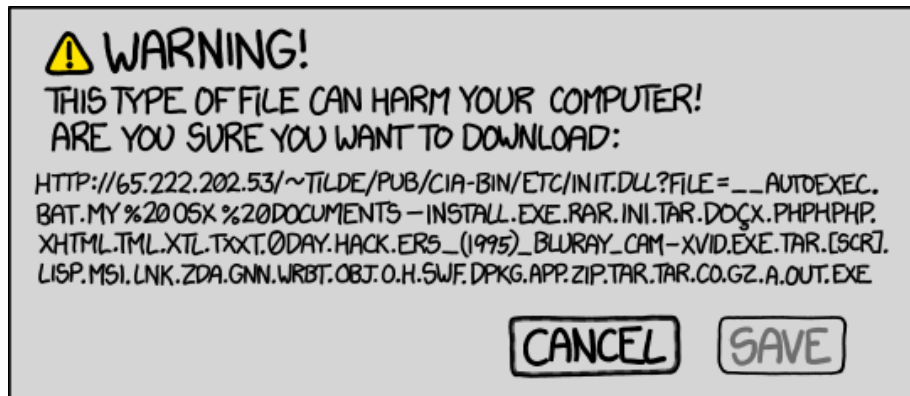 WARNING!
THIS TYPE OF FILE CAN HARM YOUR COMPUTER!
ARE YOU SURE YOU WANT TO DOWNLOAD:
HTTP://65.222.202.53/~TILDE/PUB/CIA-BIN/ETC/INIT.DLL?FILE=__AUTOEXEC.
BAT.MY%20OSX%20DOCUMENTS-INSTALL.EXE.RAR.INI.TAR.DOÇX.PHPHPHP.
XHTML.TML.XTL.TXXT.0DAY.HACK.ERS_(1995)_BLURAY_CAM-XVID.EXE.TAR.[SCR].
LISP.MSI.LNK.ZDA.GNN.WRBT.OBJ.O.H.SWF.DPKG.APP.ZIP.TAR.TAR.CO.GZ.A.OUT.EXE
CANCEL SAVE